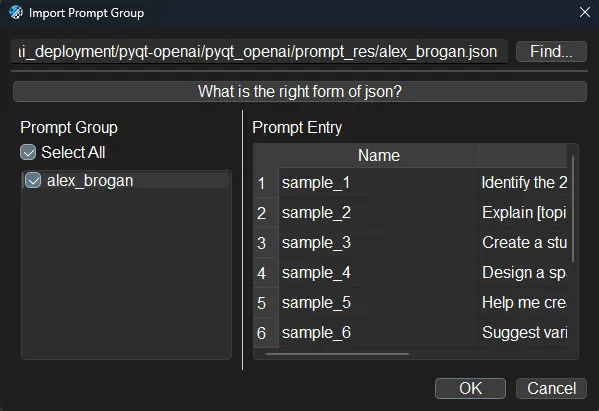 Import Prompt Group
ai_deployment/pyqt-openai/pyqt_openai/prompt_res/alex_brogan.json Find...
What is the right form of json?
Prompt Group
Select All
alex_brogan
Prompt Entry
Name
1 sample_1 Identify the 2
2 sample_2 Explain [topi
3 sample_3 Create a stu
4 sample_4 Design a sp
5 sample_5 Help me cre
6 sample_6 Suggest vari
OK Cancel